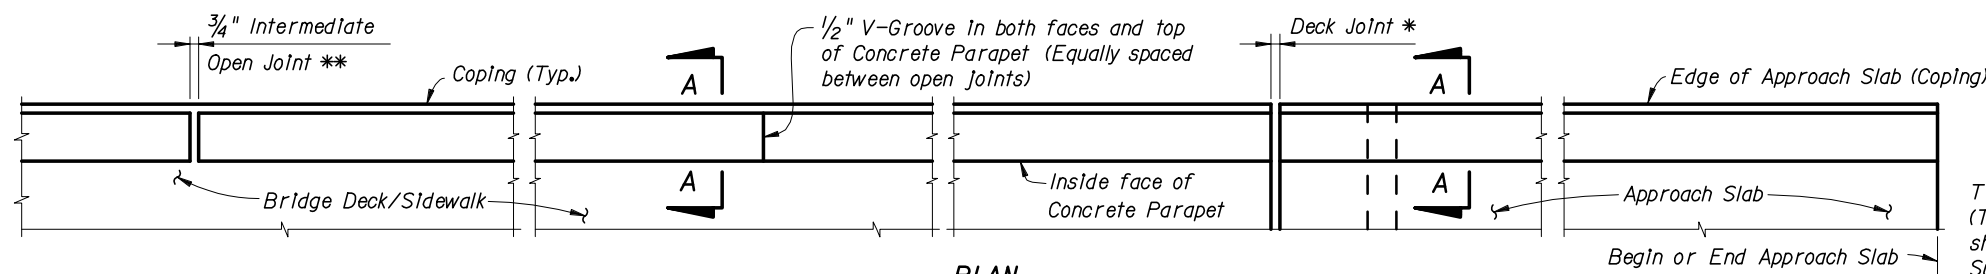 ¾" Intermediate
Open Joint **
Coping (Typ.)
½" V-Groove in both faces and top
of Concrete Parapet (Equally spaced
between open joints)
Deck Joint *
Edge of Approach Slab (Coping)
A
A
A
A
Bridge Deck/Sidewalk
Inside face of
Concrete Parapet
Approach Slab
Begin or End Approach Slab
PLAN